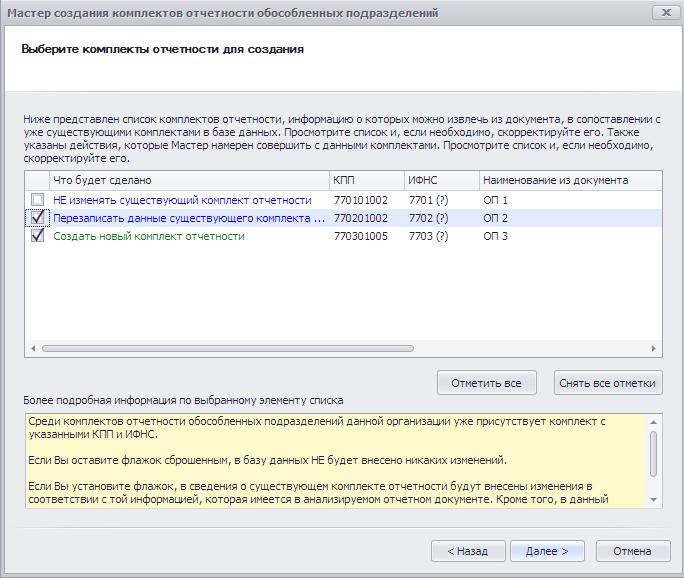 Мастер создания комплектов отчетности обособленных подразделений
Выберите комплекты отчетности для создания
Ниже представлен список комплектов отчетности, информацию о которых можно извлечь из документа, в сопоставлении с
уже существующими комплектами в базе данных. Просмотрите список и, если необходимо, скорректируйте его. Также
указаны действия, которые Мастер намерен совершить с данными комплектами. Просмотрите список и, если необходимо,
скорректируйте его.
Что будет сделано КПП ИФНС Наименование из документа
НЕ изменять существующий комплект отчетности 770101002 7701 (?) ОП 1
Перезаписать данные существующего комплекта ... 770201002 7702 (?) ОП 2
Создать новый комплект отчетности 770301005 7703 (?) ОП 3
Отметить все Снять все отметки
Более подробная информация по выбранному элементу списка
Среди комплектов отчетности обособленных подразделений данной организации уже присутствует комплект с
указанными КПП и ИФНС.
Если Вы оставите флажок сброшенным, в базу данных НЕ будет внесено никаких изменений.
Если Вы установите флажок, в сведения о существующем комплекте отчетности будут внесены изменения в
соответствии с той информацией, которая имеется в анализируемом отчетном документе. Кроме того, в данный
< Назад Далее > Отмена